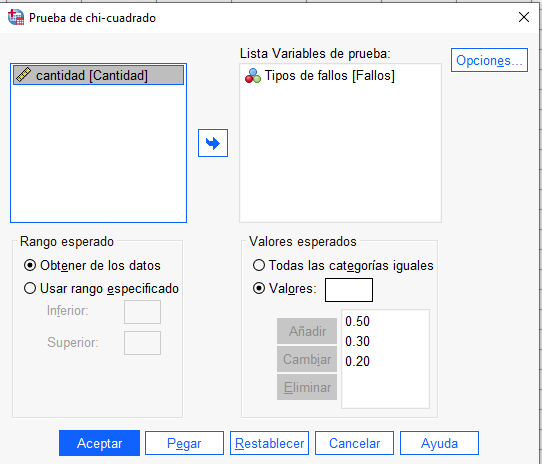 Prueba de chi-cuadrado
Lista Variables de prueba:
cantidad [Cantidad]
Tipos de fallos [Fallos]
Opciones...
Rango esperado
Obtener de los datos
Usar rango especificado
Inferior:
Superior:
Valores esperados
Todas las categorías iguales
Valores:
Añadir
Cambiar
Eliminar
0.50
0.30
0.20
Aceptar
Pegar
Restablecer
Cancelar
Ayuda